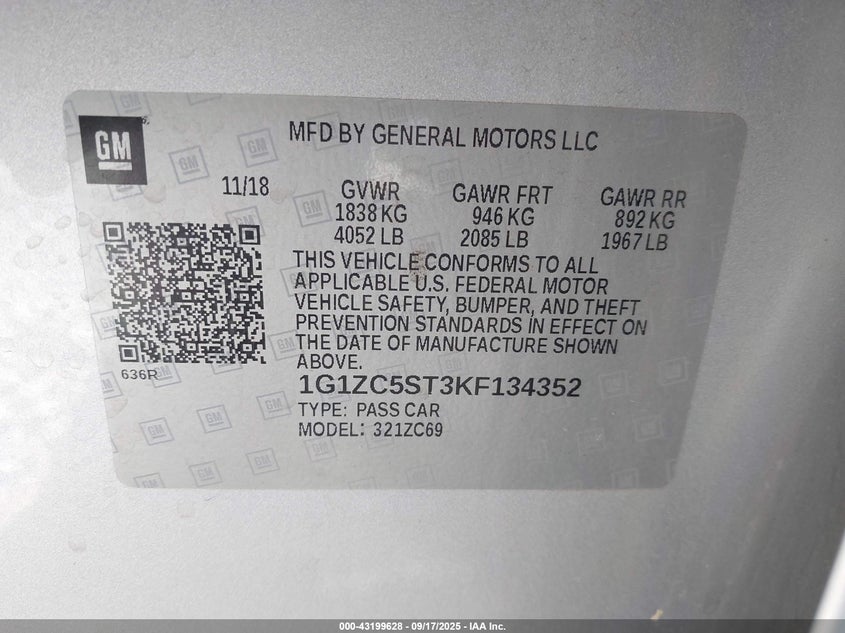 GM
MFD BY GENERAL MOTORS LLC
11/18
GVWR GAWR FRT GAWR RR
1838 KG 946 KG 892 KG
4052 LB 2085 LB 1967 LB
THIS VEHICLE CONFORMS TO ALL
APPLICABLE U.S. FEDERAL MOTOR
VEHICLE SAFETY, BUMPER, AND THEFT
PREVENTION STANDARDS IN EFFECT ON
THE DATE OF MANUFACTURE SHOWN
ABOVE.
636R
1G1ZC5ST3KF134352
TYPE: PASS CAR
MODEL: 321ZC69
000-43199628 - 09/17/2025 - IAA Inc.